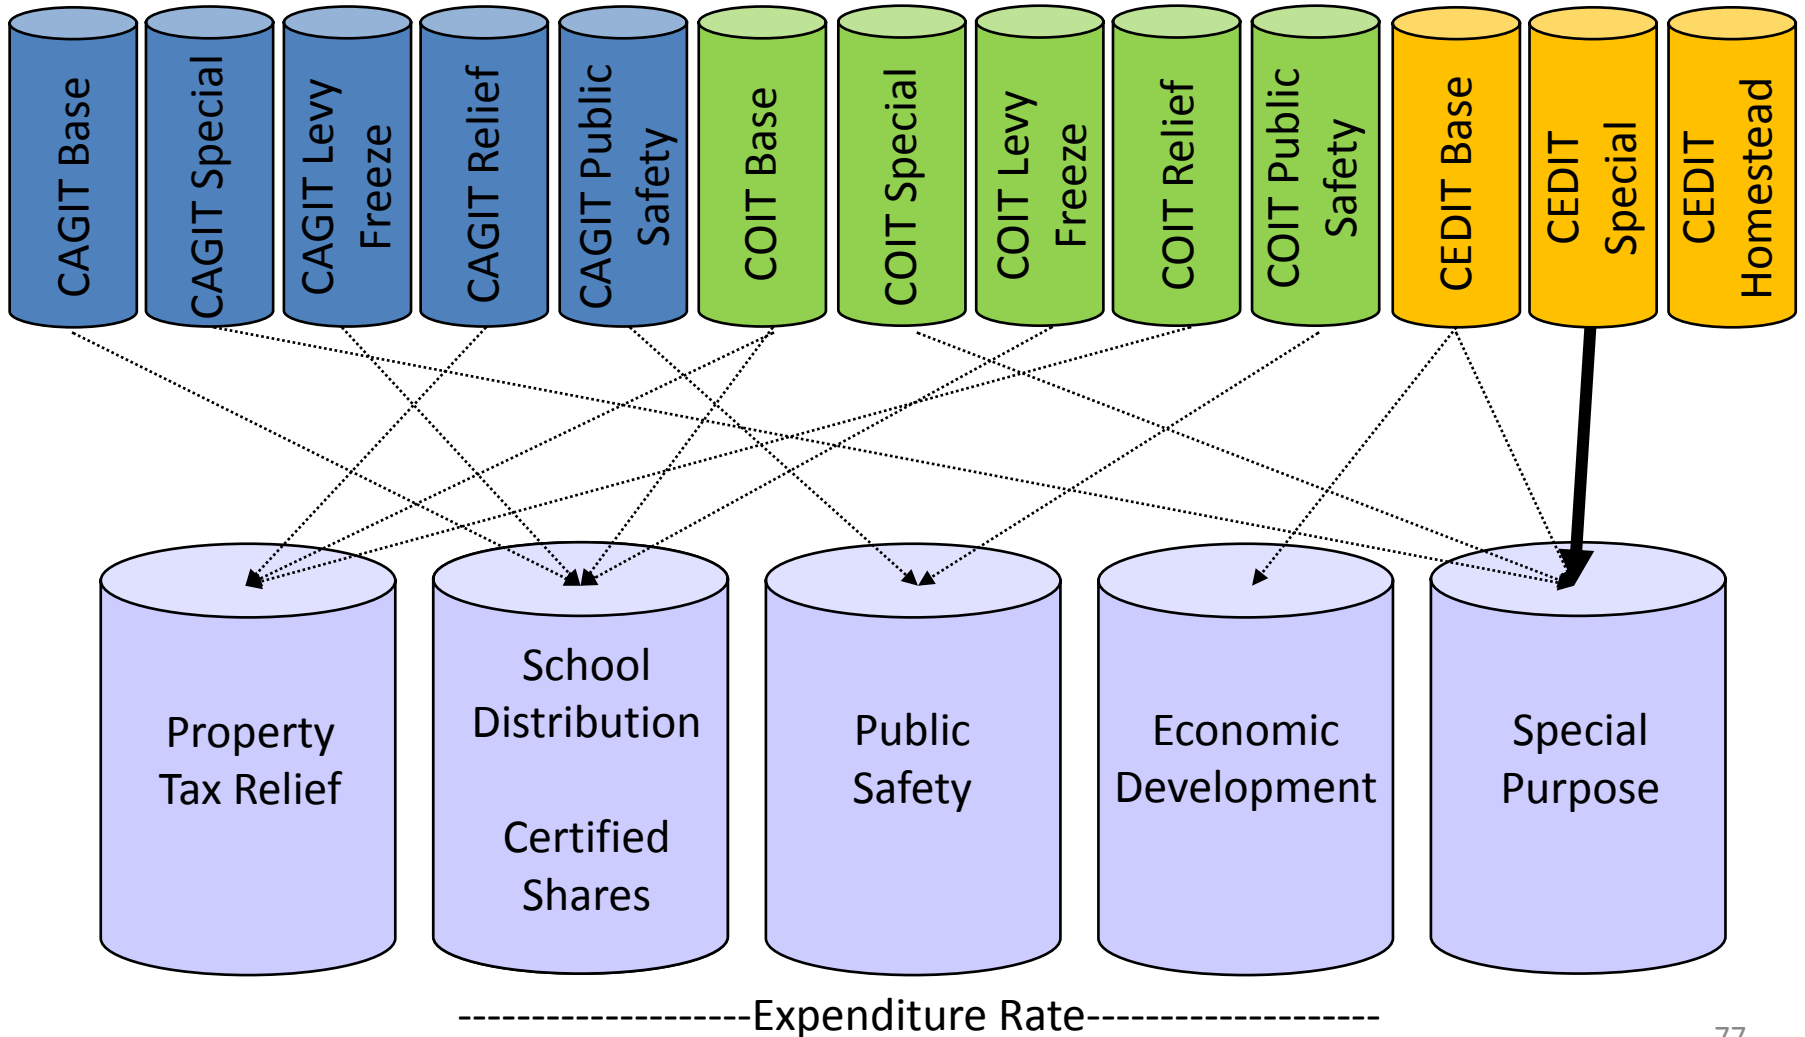 CAGIT Base
CAGIT Special
CAGIT Levy
Freeze
CAGIT Relief
CAGIT Public
Safety
COIT Base
COIT Special
COIT Levy
Freeze
COIT Relief
COIT Public
Safety
CEDIT Base
CEDIT
Special
CEDIT
Homestead
Property
Tax Relief
School
Distribution
Certified
Shares
Public
Safety
Economic
Development
Special
Purpose
--------------------Expenditure Rate--------------------
77